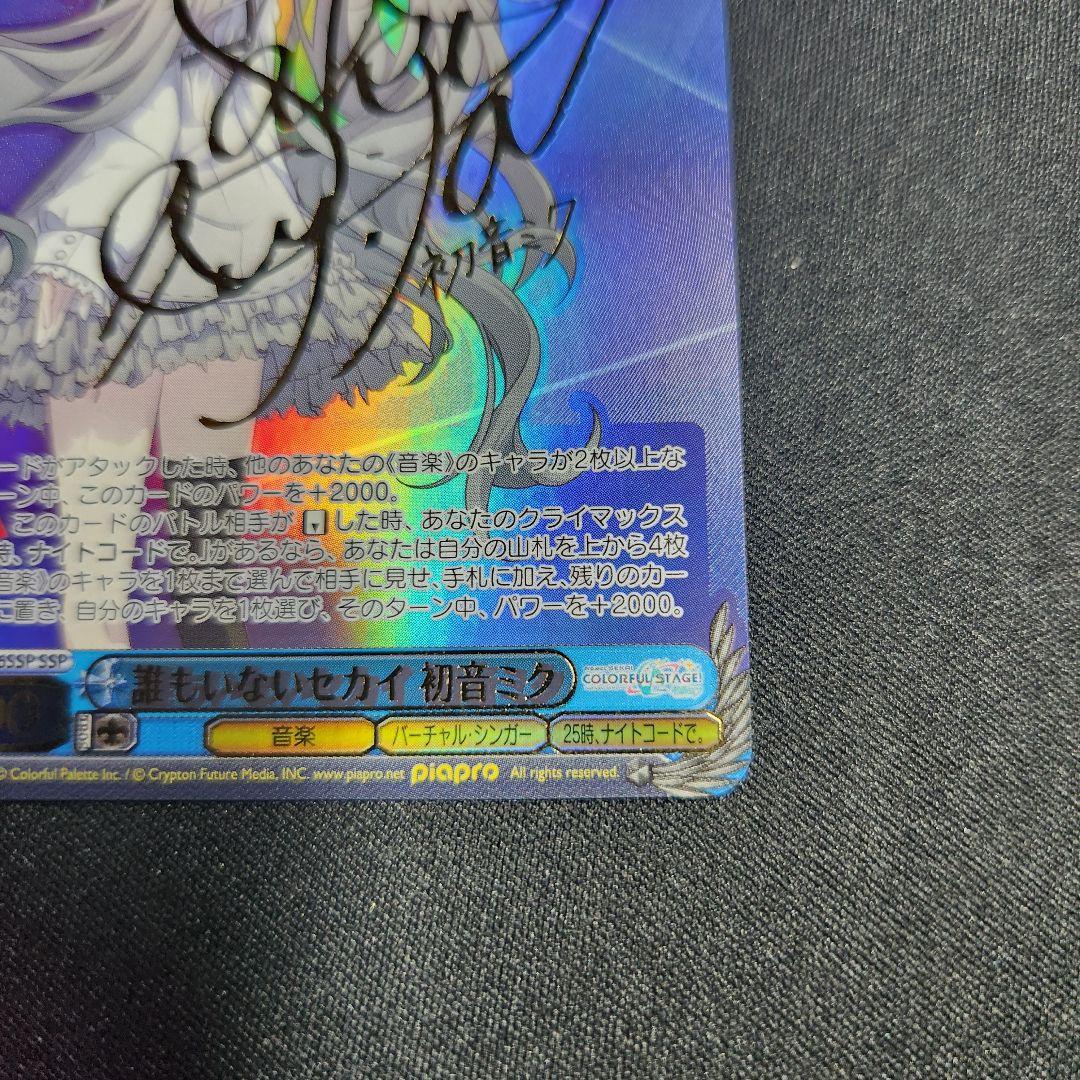 初音ミク
ードがアタックした時、他のあなたの《音楽》のキャラが2枚以上な
ーン中、このカードのパワーを+2000。
このカードのバトル相手が した時、あなたのクライマックス
時、ナイトコードで。」があるなら、あなたは自分の山札を上から4枚
音楽》のキャラを1枚まで選んで相手に見せ、手札に加え、残りのカー
に置き、自分のキャラを1枚選び、そのターン中、パワーを+2000。
SSP SSP
誰もいないセカイ 初音ミク
COLORFUL STAGE!
音楽 バーチャル・シンガー 25時、ナイトコードで。
© Colorful Palette Inc. / © Crypton Future Media, INC. www.piapro.net piapro All rights reserved.